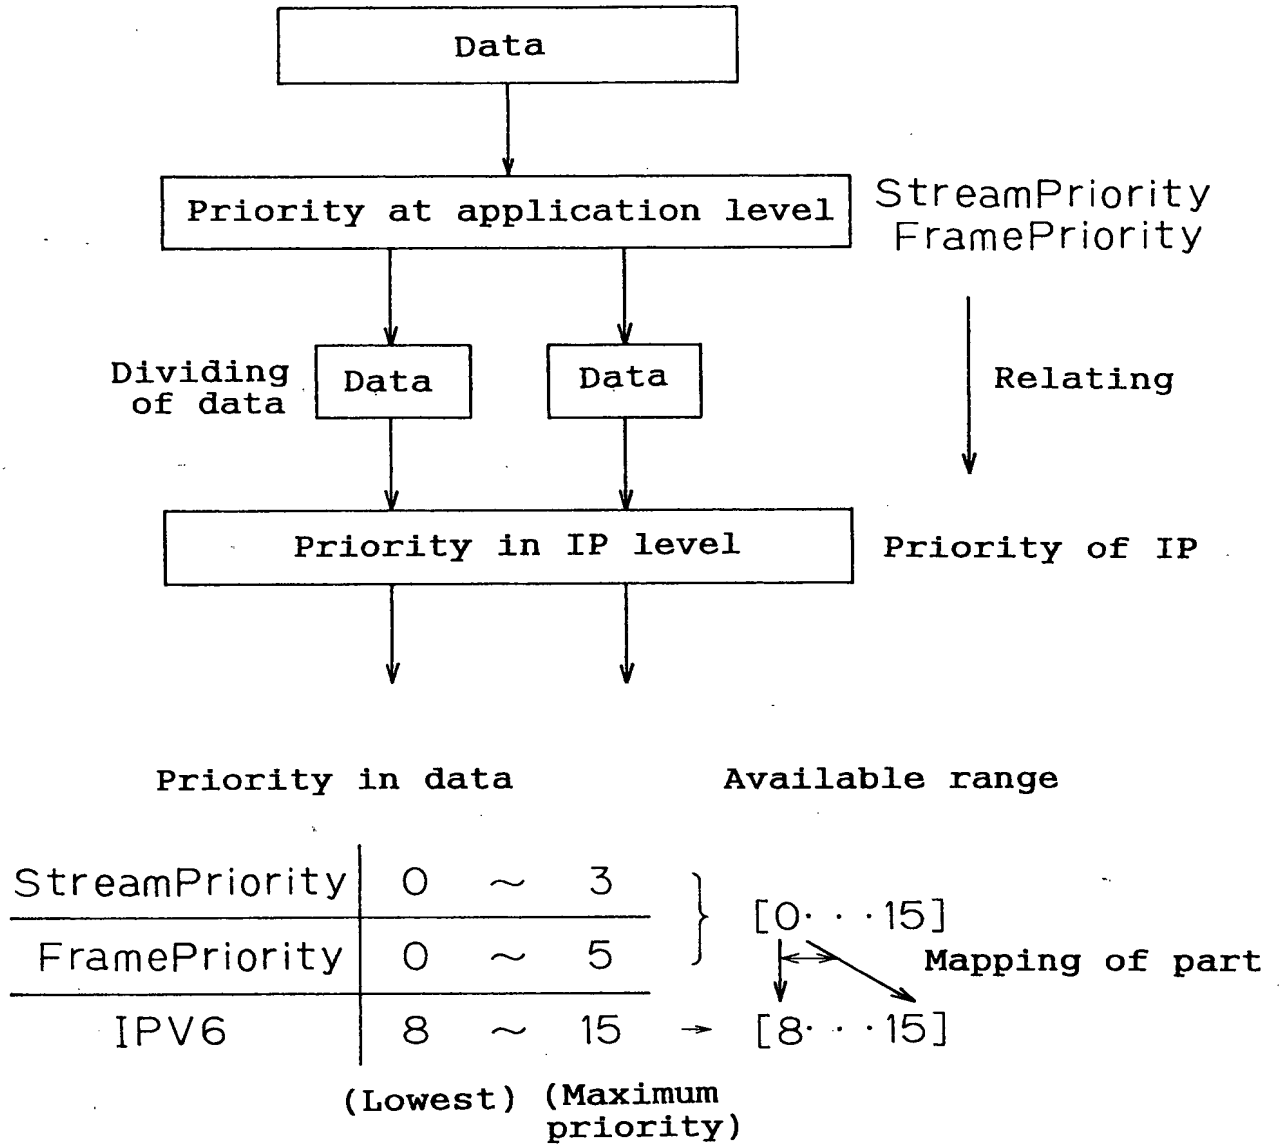 Data
Priority at application level
StreamPriority
FramePriority
Dividing
of data
Data
Data
Relating
Priority in IP level
Priority of IP
Priority in data
Available range
StreamPriority 0 ~ 3
[0・・・15]
FramePriority 0 ~ 5
Mapping of part
IPV6 8 ~ 15 → [8・・・15]
(Lowest)
(Maximum
priority)